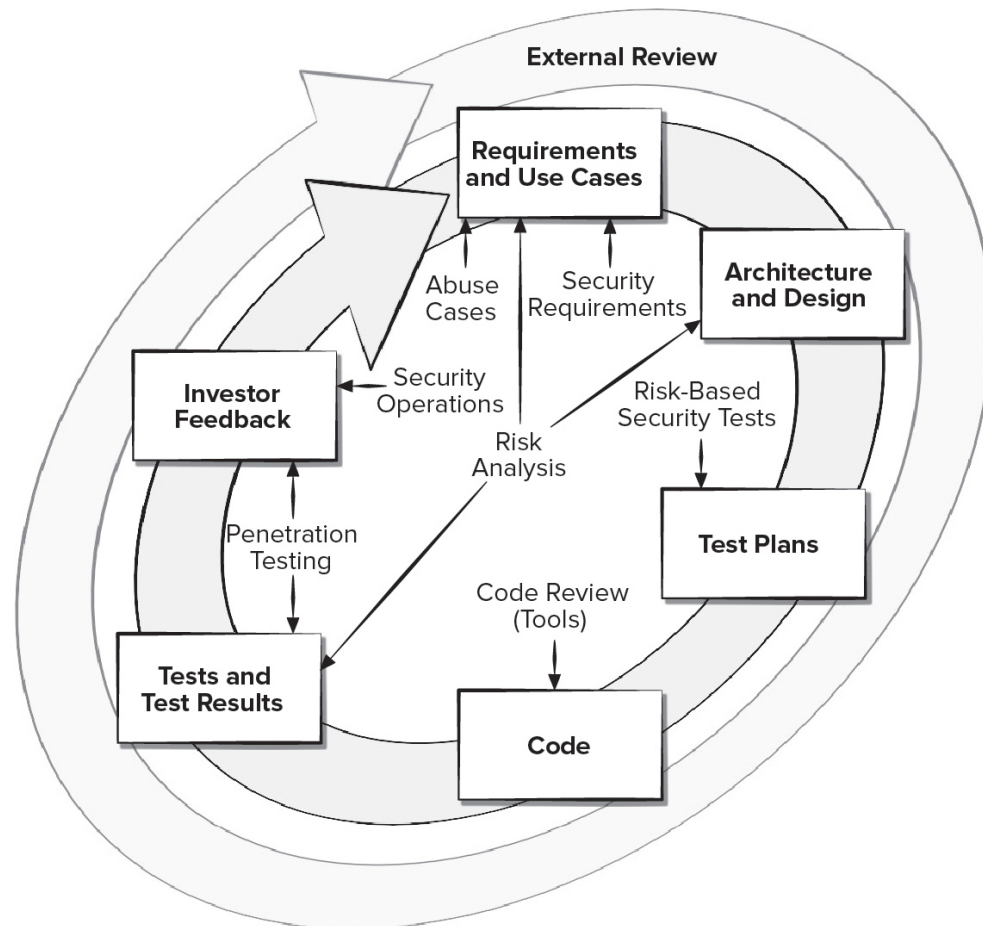 External Review
Requirements
and Use Cases
Architecture
and Design
Abuse
Cases
Security
Requirements
Investor
Feedback
Security
Operations
Risk-Based
Security Tests
Risk
Analysis
Penetration
Testing
Test Plans
Code Review
(Tools)
Tests and
Test Results
Code